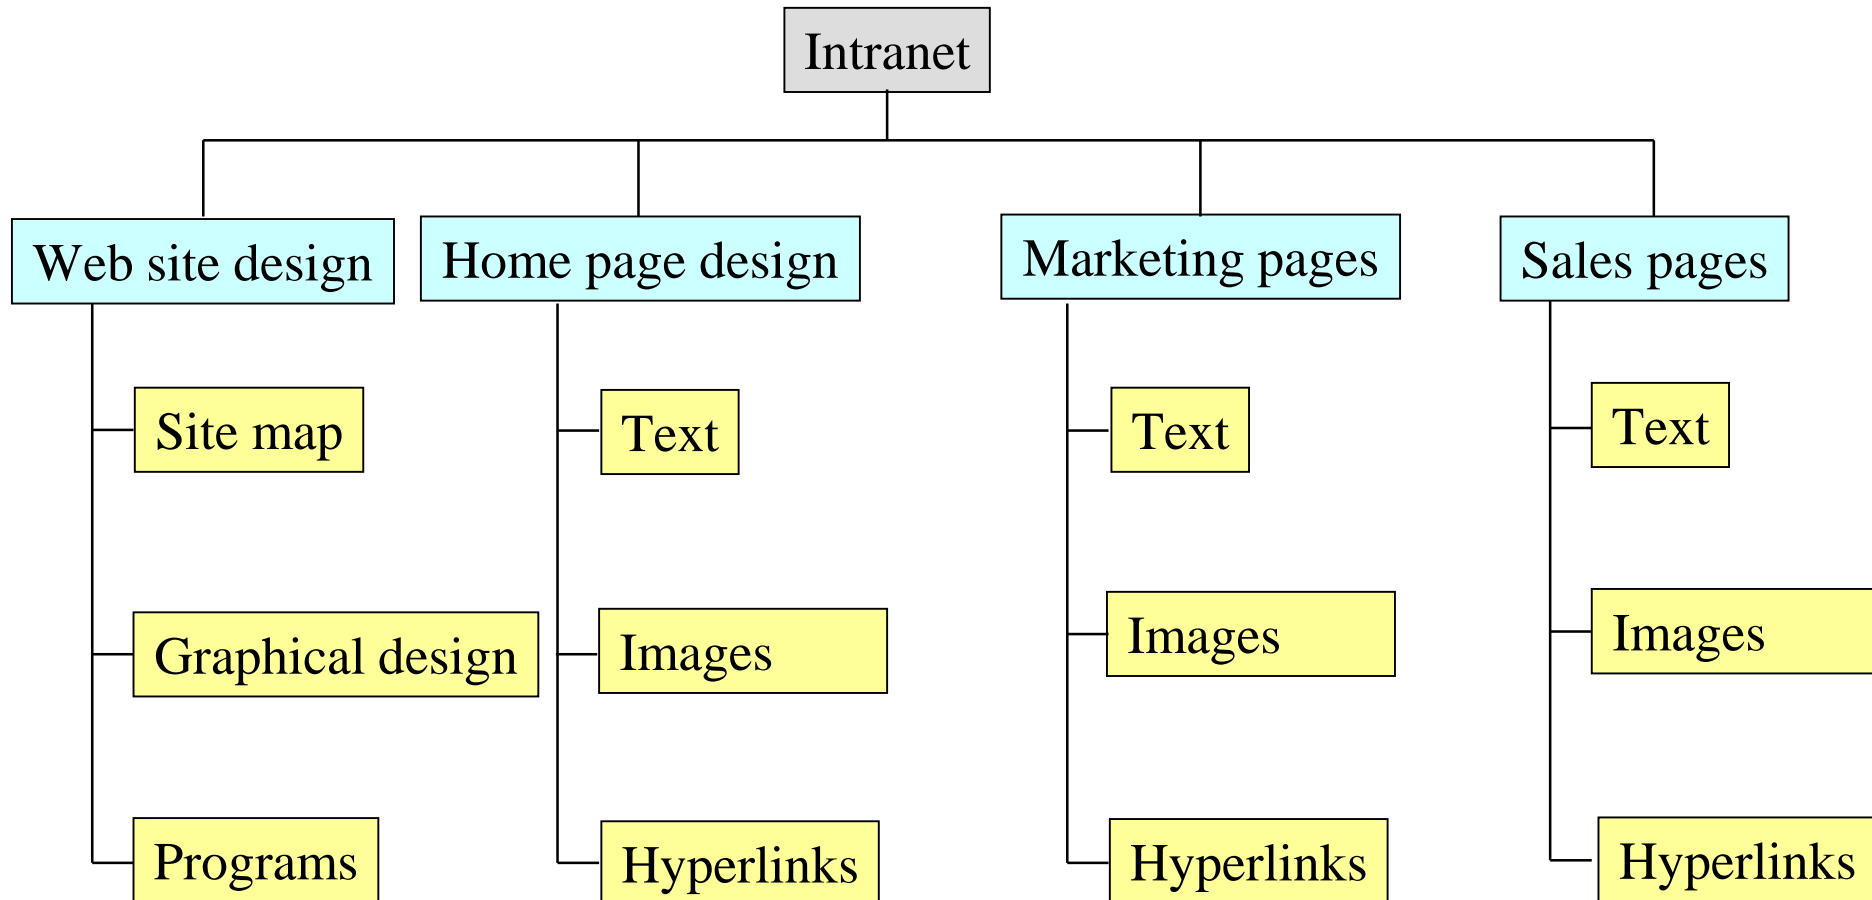 Intranet
Web site design
Home page design
Marketing pages
Sales pages
Site map
Text
Text
Text
Graphical design
Images
Images
Images
Programs
Hyperlinks
Hyperlinks
Hyperlinks